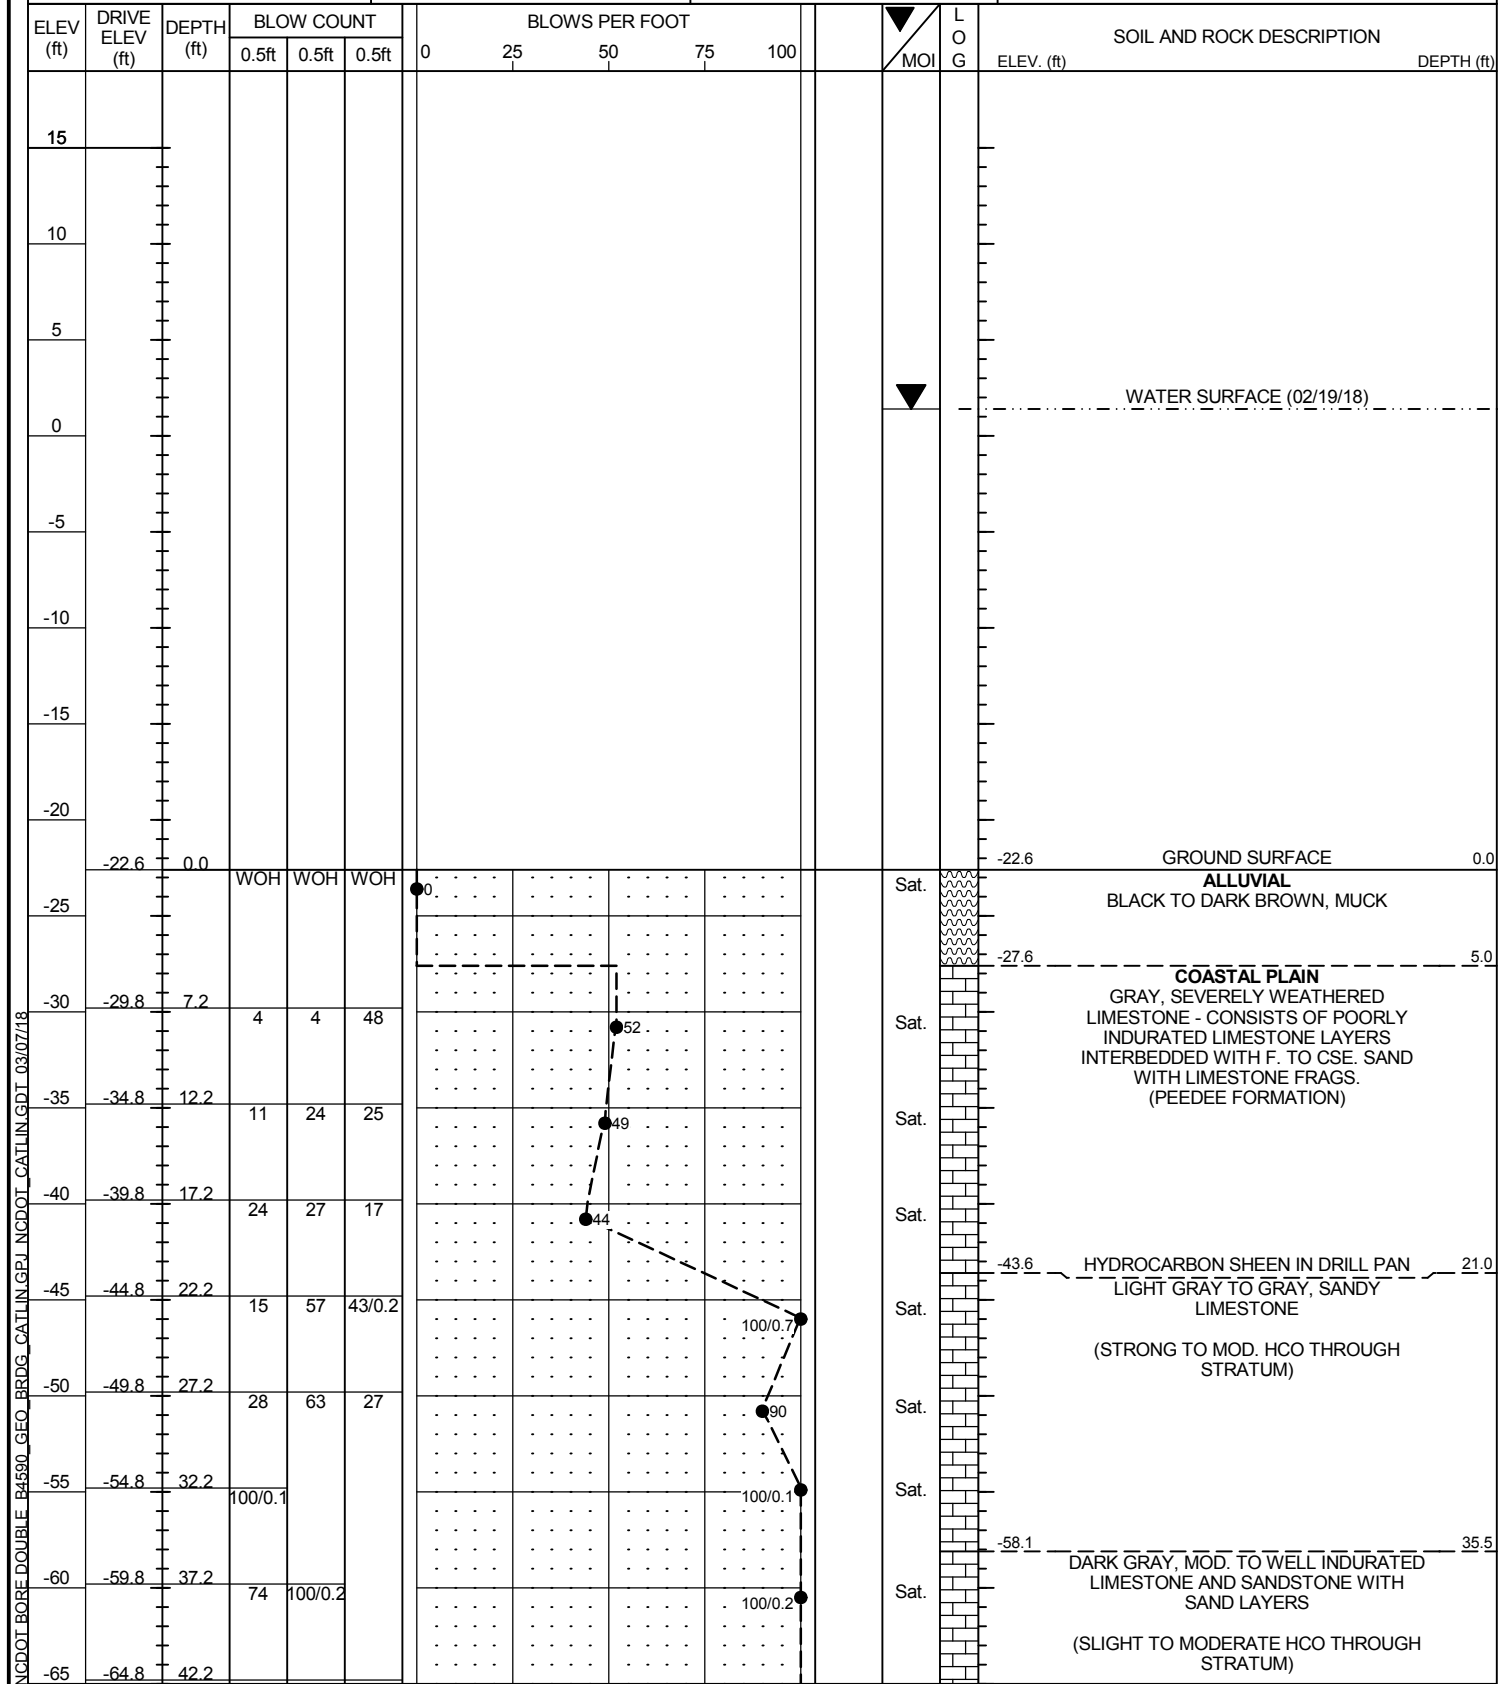 ELEV (ft) DRIVE ELEV (ft) DEPTH (ft) BLOW COUNT BLOWS PER FOOT MOI LOG SOIL AND ROCK DESCRIPTION
0.5ft 0.5ft 0.5ft 0 25 50 75 100 ELEV. (ft) DEPTH (ft)
15
10
5
WATER SURFACE (02/19/18)
0
-5
-10
-15
-20
-22.6 0.0 -22.6 GROUND SURFACE 0.0
WOH WOH WOH 0 Sat. ALLUVIAL
-25 BLACK TO DARK BROWN, MUCK
-27.6 5.0
COASTAL PLAIN
-30 -29.8 7.2 GRAY, SEVERELY WEATHERED
4 4 48 52 Sat. LIMESTONE - CONSISTS OF POORLY
INDURATED LIMESTONE LAYERS
INTERBEDDED WITH F. TO CSE. SAND
WITH LIMESTONE FRAGS.
-35 -34.8 12.2 (PEEDEE FORMATION)
11 24 25 49 Sat.
-40 -39.8 17.2
24 27 17 44 Sat.
-43.6 HYDROCARBON SHEEN IN DRILL PAN 21.0
-45 -44.8 22.2 LIGHT GRAY TO GRAY, SANDY
15 57 43/0.2 100/0.7 Sat. LIMESTONE
(STRONG TO MOD. HCO THROUGH
STRATUM)
-50 -49.8 27.2
28 63 27 90 Sat.
-55 -54.8 32.2
100/0.1 100/0.1 Sat.
-58.1 35.5
DARK GRAY, MOD. TO WELL INDURATED
-60 -59.8 37.2 LIMESTONE AND SANDSTONE WITH
74 100/0.2 100/0.2 Sat. SAND LAYERS
(SLIGHT TO MODERATE HCO THROUGH
STRATUM)
-65 -64.8 42.2
NCDOT BORE DOUBLE B4590_GEO_BRDG_CATLIN.GPJ NCDOT_CATLIN.GDT 03/07/18